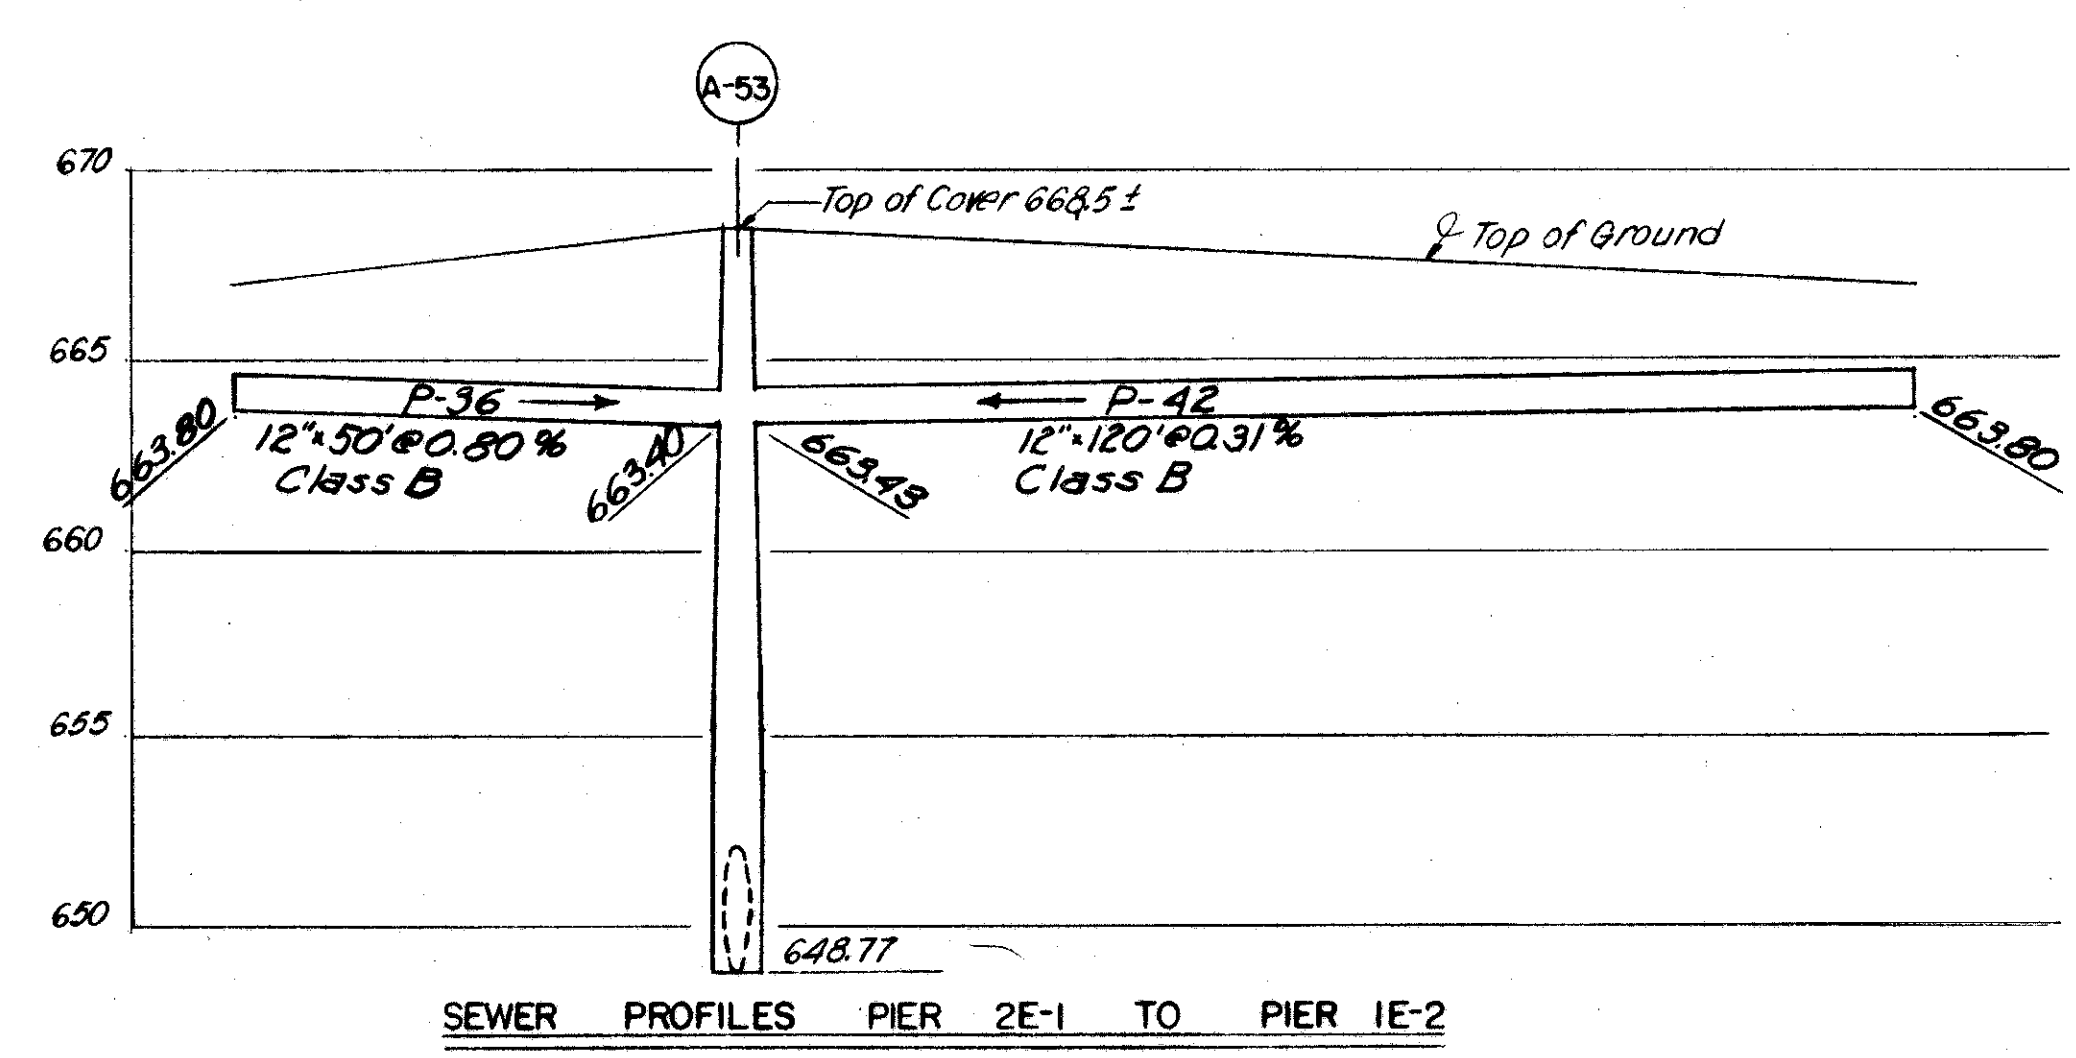 A-53
670
Top of Cover 668.5 ±
Top of Ground
665
P-36
P-42
663.80
12"x50'@0.80%
Class B
663.40
663.43
12"x120'@0.31%
Class B
663.80
660
655
650
648.77
SEWER PROFILES PIER 2E-1 TO PIER 1E-2